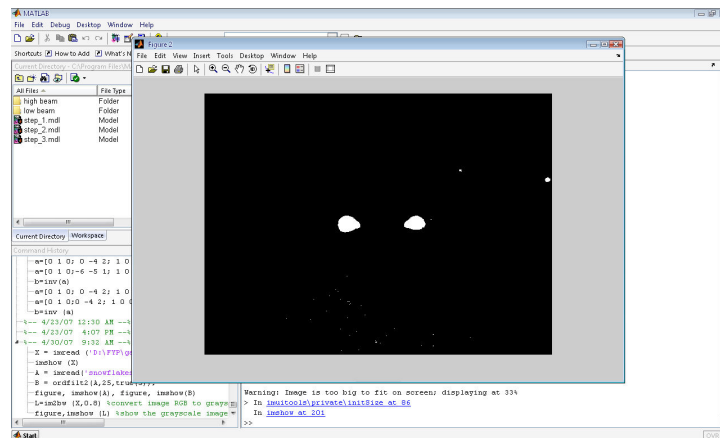 MATLAB
File Edit Debug Desktop Window Help
Shortcuts How to Add What's N
Figure 2
File Edit View Insert Tools Desktop Window Help
Current Directory - C:\Program Files\M
All Files File Type
high beam Folder
low beam Folder
step_1.mdl Model
step_2.mdl Model
step_3.mdl Model
Current Directory Workspace
Command History
a=[0 1 0; 0 -4 2; 1 0
a=[0 1 0;-6 -5 1; 1 0
b=inv(a)
a=[0 1 0; 0 -4 2; 1 0
a=[0 1 0;0 -4 2; 1 0 0
b=inv (a)
%-- 4/23/07 12:30 AM --%
%-- 4/23/07 4:07 PM --%
%-- 4/30/07 9:32 AM --%
X = imread ('D:\FYP\g
imshow (X)
A = imread('snowflakes
B = ordfilt2(A,25,true(5));
figure, imshow(A), figure, imshow(B)
L=im2bw (X,0.8) %convert image RGB to grays
figure,imshow (L) %show the grayscale image
Warning: Image is too big to fit on screen; displaying at 33%
> In imuitools\private\initSize at 86
In imshow at 201
>>
Start
OVR